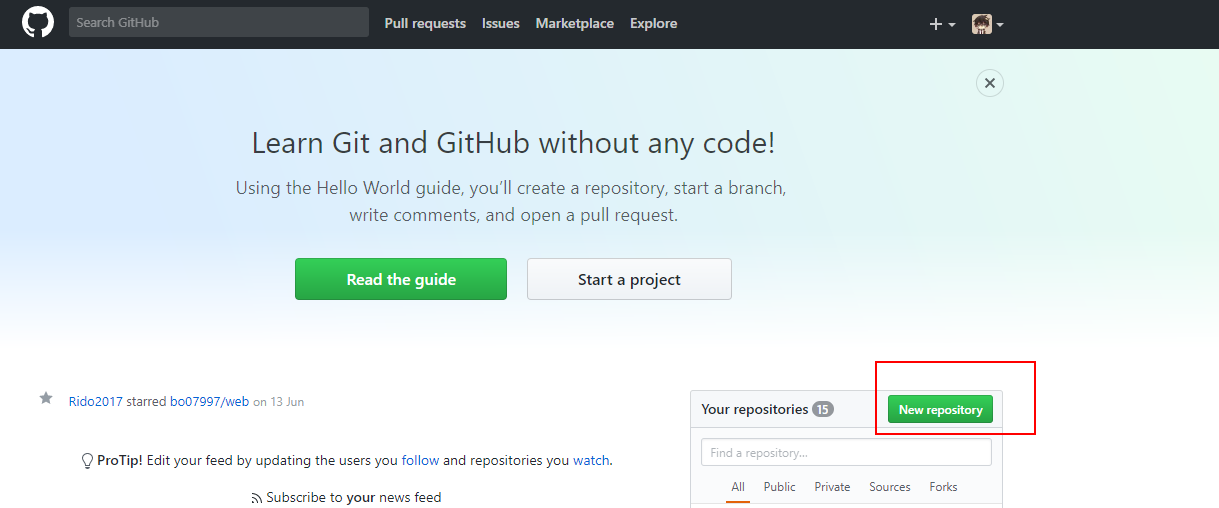 Search GitHub Pull requests Issues Marketplace Explore
Learn Git and GitHub without any code!
Using the Hello World guide, you’ll create a repository, start a branch,
write comments, and open a pull request.
Read the guide Start a project
Rido2017 starred bo07997/web on 13 Jun
ProTip! Edit your feed by updating the users you follow and repositories you watch.
Subscribe to your news feed
Your repositories 15 New repository
Find a repository...
All Public Private Sources Forks